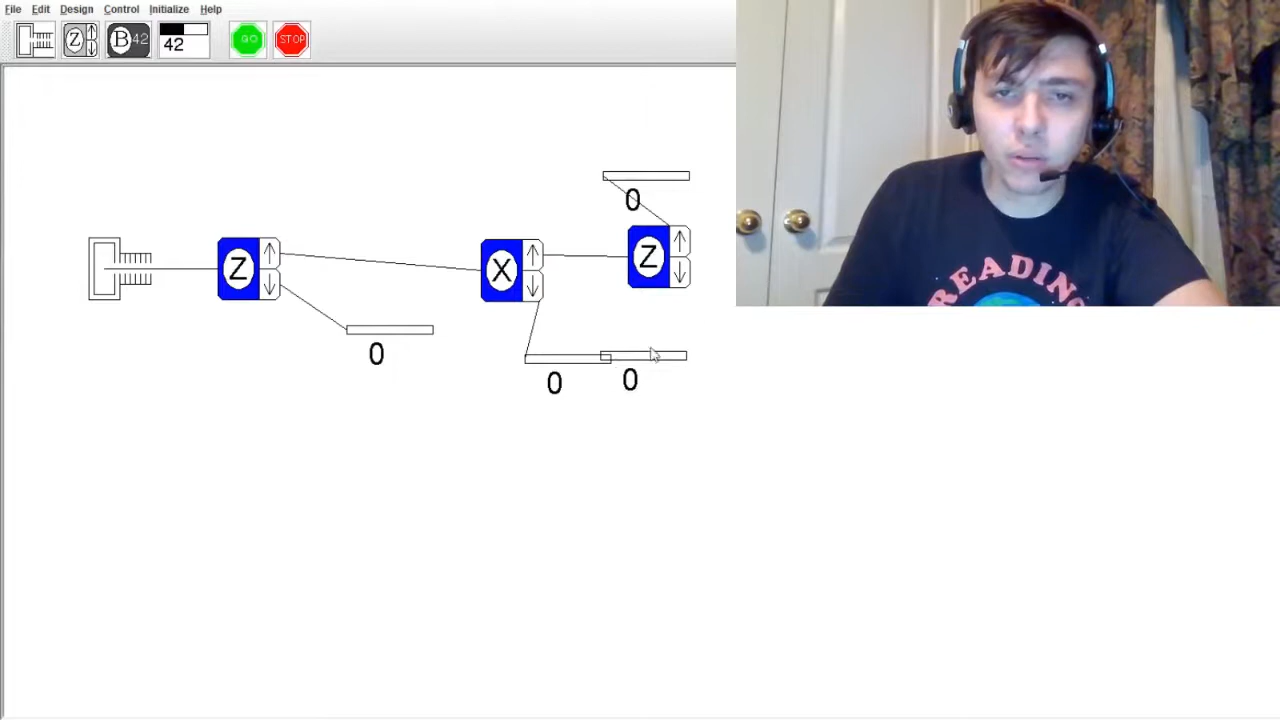 File Edit Design Control Initialize Help
Z
B 42
42
GO
STOP
0
Z
X
Z
0
0
0
READING